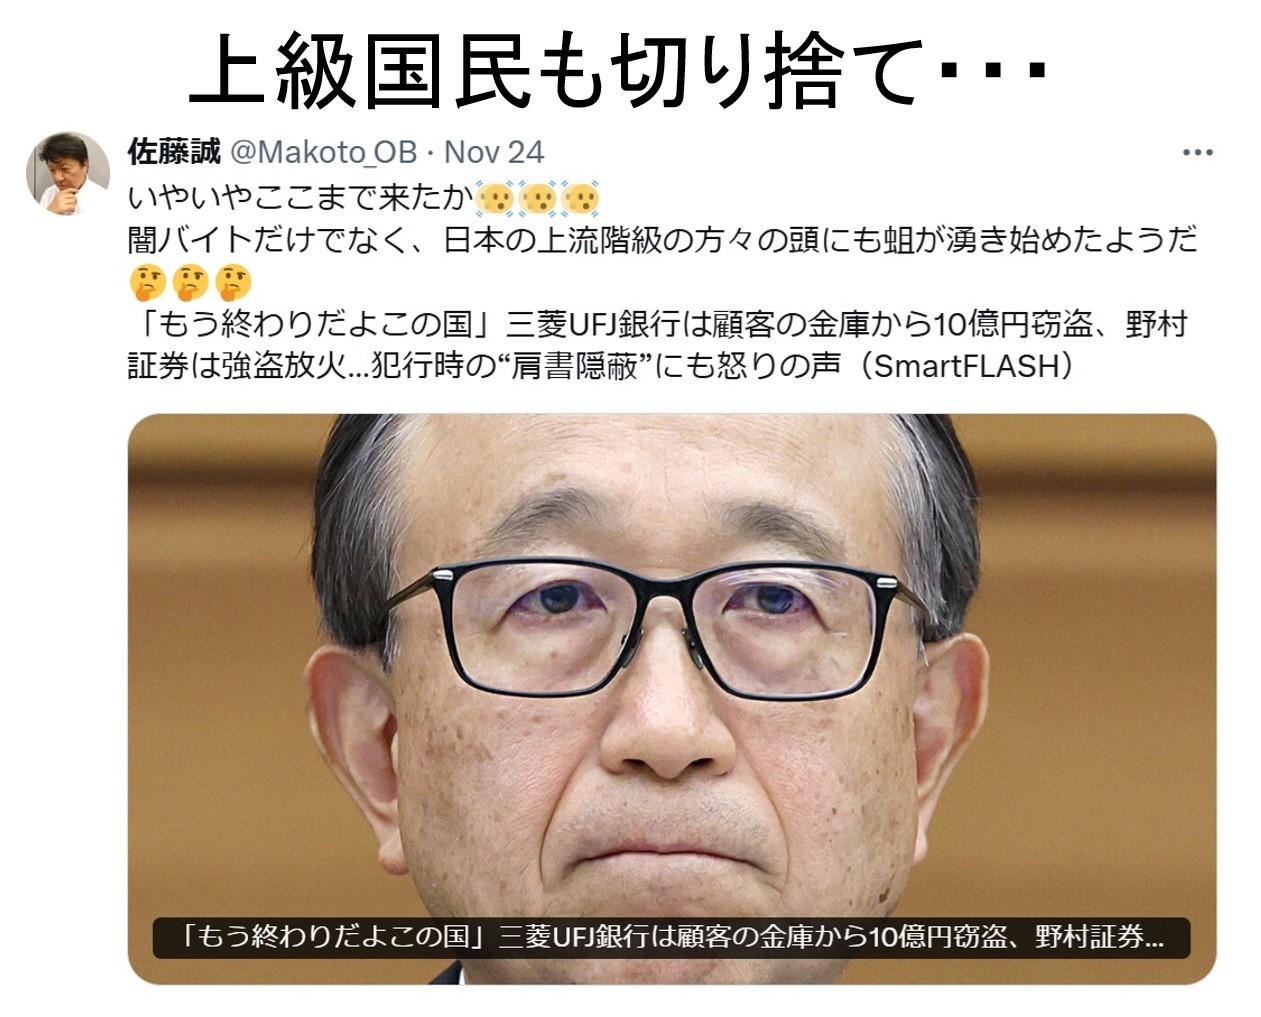 上級国民も切り捨て・・・
佐藤誠 @Makoto_OB · Nov 24
いやいやここまで来たか🫨🫨🫨
闇バイトだけでなく、日本の上流階級の方々の頭にも蛆が湧き始めたようだ
🤔🤔🤔
「もう終わりだよこの国」三菱UFJ銀行は顧客の金庫から10億円窃盗、野村
証券は強盗放火...犯行時の“肩書隠蔽”にも怒りの声（SmartFLASH）
「もう終わりだよこの国」三菱UFJ銀行は顧客の金庫から10億円窃盗、野村証券...